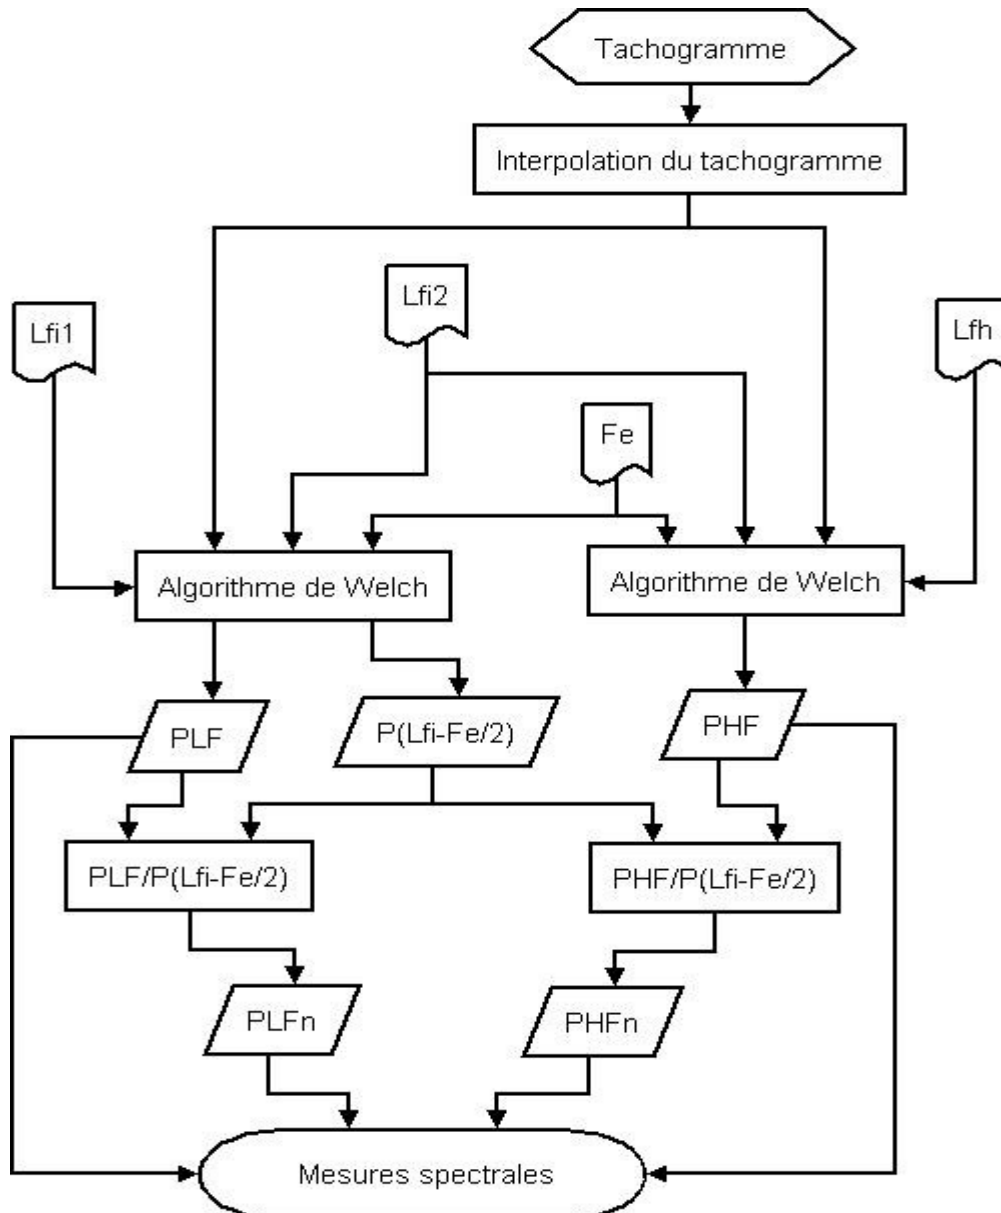 Tachogramme
Interpolation du tachogramme
Lfi2
Lfi1
Lfh
Fe
Algorithme de Welch
Algorithme de Welch
PLF
P(Lfi-Fe/2)
PHF
PLF/P(Lfi-Fe/2)
PHF/P(Lfi-Fe/2)
PLFn
PHFn
Mesures spectrales